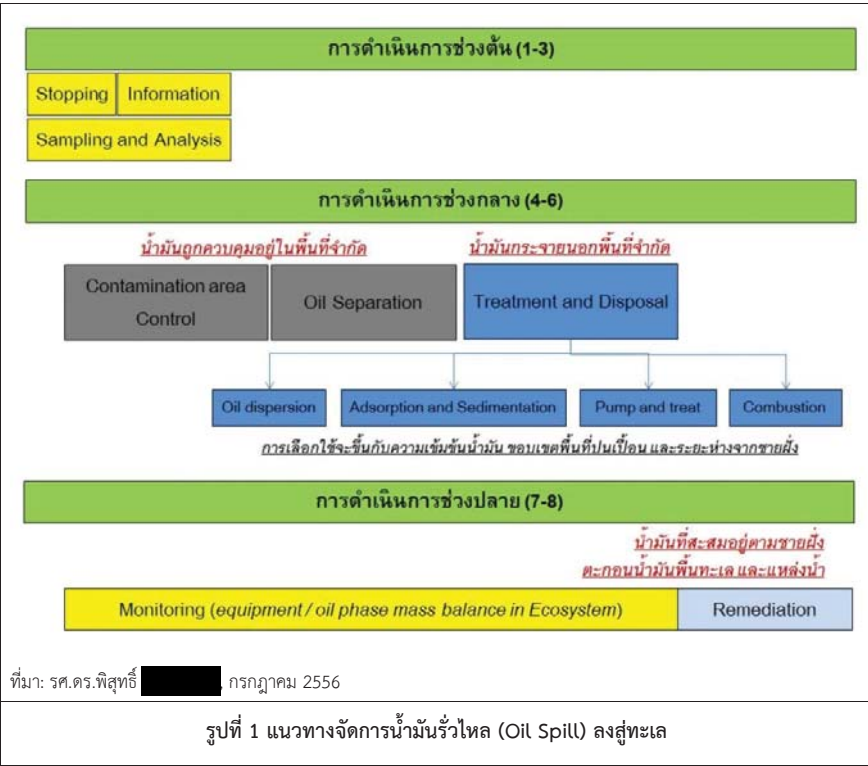 การดำเนินการช่วงต้น (1-3)
Stopping Information
Sampling and Analysis
การดำเนินการช่วงกลาง (4-6)
น้ำมันถูกควบคุมอยู่ในพื้นที่จำกัด น้ำมันกระจายนอกพื้นที่จำกัด
Contamination area
Control
Oil Separation
Treatment and Disposal
Oil dispersion Adsorption and Sedimentation Pump and treat Combustion
การเลือกใช้จะขึ้นกับความเข้มข้นน้ำมัน ขอบเขตพื้นที่ปนเปื้อน และระยะห่างจากชายฝั่ง
การดำเนินการช่วงปลาย (7-8)
น้ำมันที่สะสมอยู่ตามชายฝั่ง
ตะกอนน้ำมันพื้นทะเล และแหล่งน้ำ
Monitoring (equipment / oil phase mass balance in Ecosystem) Remediation
ที่มา: รศ.ดร.พิสุทธิ์ , กรกฎาคม 2556
รูปที่ 1 แนวทางจัดการน้ำมันรั่วไหล (Oil Spill) ลงสู่ทะเล